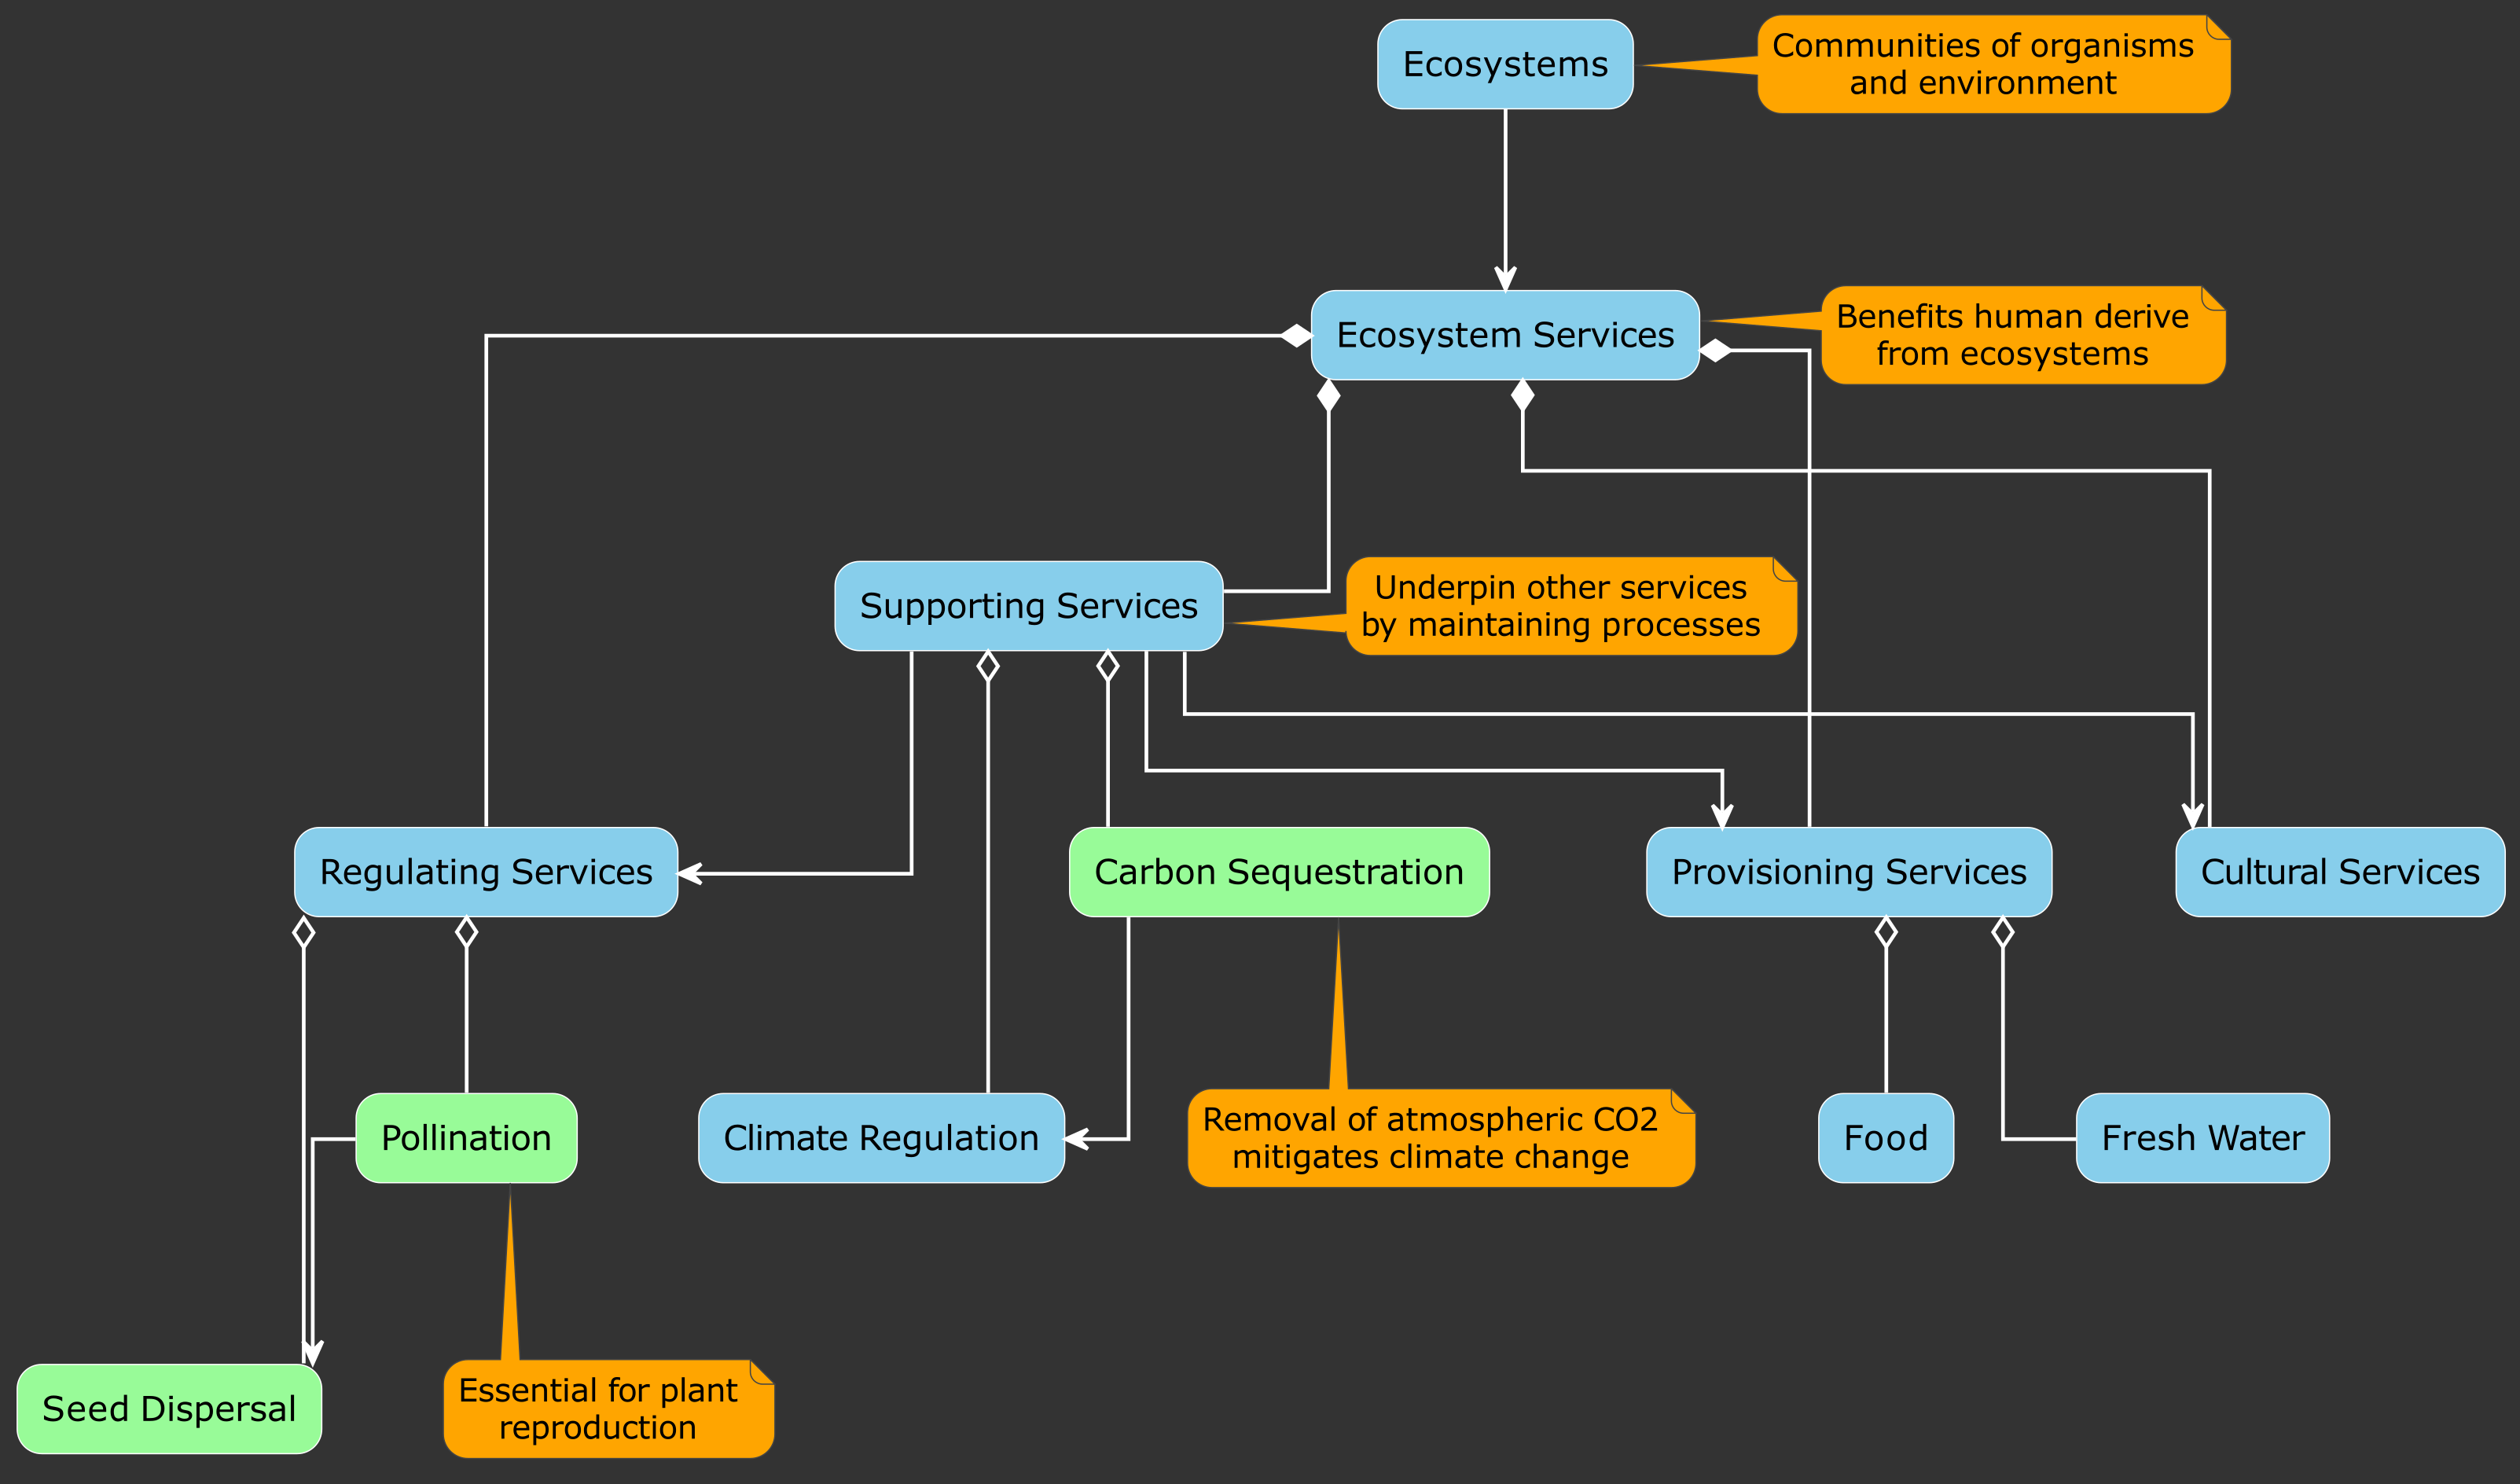 Ecosystems
Communities of organisms
and environment
Ecosystem Services
Benefits human derive
from ecosystems
Supporting Services
Underpin other services
by maintaining processes
Regulating Services
Carbon Sequestration
Provisioning Services
Cultural Services
Pollination
Climate Regulation
Removal of atmospheric CO2
mitigates climate change
Food
Fresh Water
Seed Dispersal
Essential for plant
reproduction